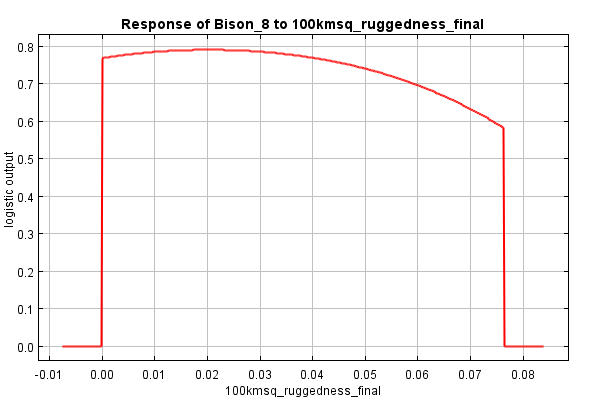 Response of Bison_8 to 100kmsq_ruggedness_final
logistic output
0.8
0.7
0.6
0.5
0.4
0.3
0.2
0.1
0.0
-0.01 0.00 0.01 0.02 0.03 0.04 0.05 0.06 0.07 0.08
100kmsq_ruggedness_final